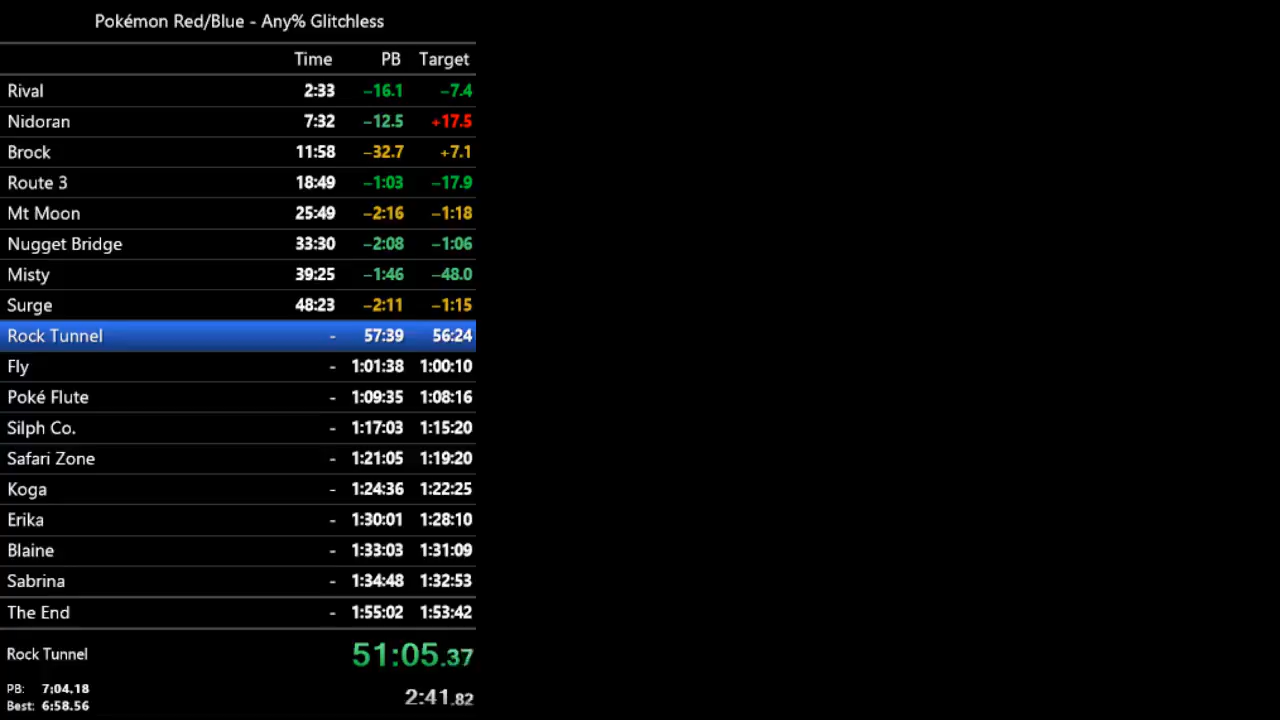 Pokémon Red/Blue - Any% Glitchless
Time PB Target
Rival 2:33 −16.1 −7.4
Nidoran 7:32 −12.5 +17.5
Brock 11:58 −32.7 +7.1
Route 3 18:49 −1:03 −17.9
Mt Moon 25:49 −2:16 −1:18
Nugget Bridge 33:30 −2:08 −1:06
Misty 39:25 −1:46 −48.0
Surge 48:23 −2:11 −1:15
Rock Tunnel - 57:39 56:24
Fly - 1:01:38 1:00:10
Poké Flute - 1:09:35 1:08:16
Silph Co. - 1:17:03 1:15:20
Safari Zone - 1:21:05 1:19:20
Koga - 1:24:36 1:22:25
Erika - 1:30:01 1:28:10
Blaine - 1:33:03 1:31:09
Sabrina - 1:34:48 1:32:53
The End - 1:55:02 1:53:42
Rock Tunnel 51:05.37
PB: 7:04.18 2:41.82
Best: 6:58.56